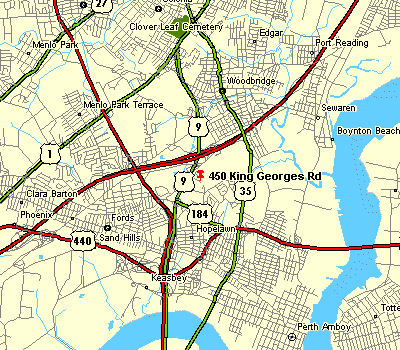 27
Clover Leaf Cemetery
Menlo Park
Edgar
Port Reading
Woodbridge
Menlo Park Terrace
Sewaren
9
Boynton Beach
1
450 King Georges Rd
9
35
Clara Barton
Phoenix
184
Fords
Hopelawn
440
Sand Hills
Keasbey
Perth Amboy